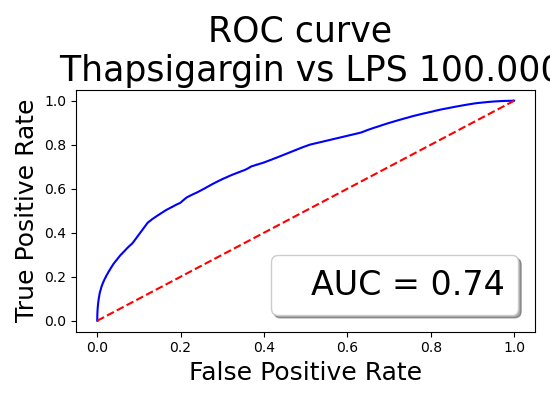 ROC curve
Thapsigargin vs LPS 100.000
True Positive Rate
1.0
0.8
0.6
0.4
0.2
0.0
AUC = 0.74
0.0 0.2 0.4 0.6 0.8 1.0
False Positive Rate